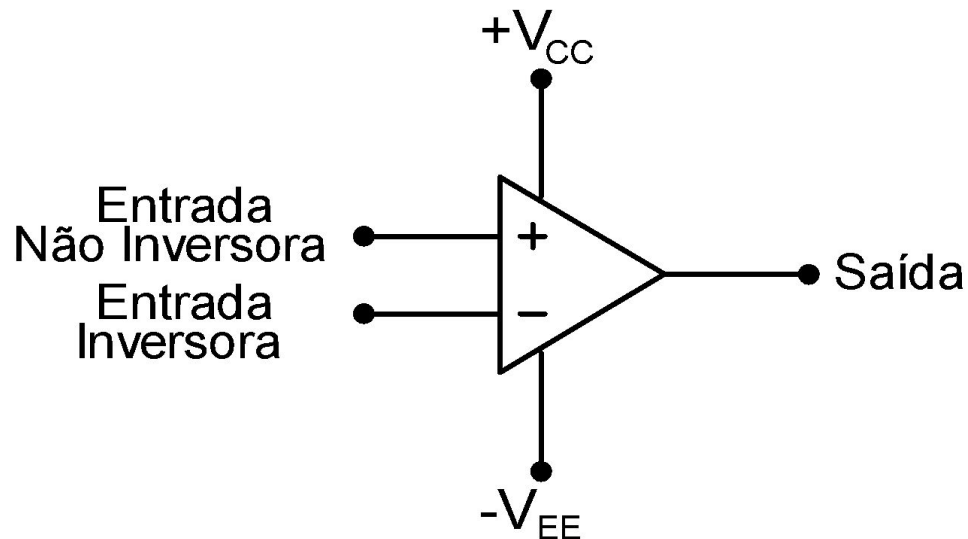 +VCC
Entrada
Não Inversora
+
Entrada
Inversora
−
Saída
-VEE